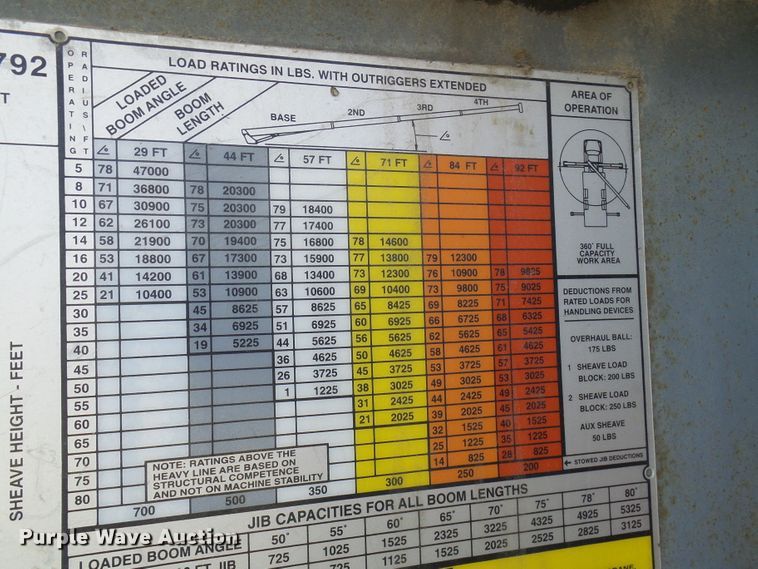 792
T
LOAD RATINGS IN LBS. WITH OUTRIGGERS EXTENDED
OPERATING
RADIUS/FT
LOADED
BOOM ANGLE
BOOM
LENGTH
BASE 2ND 3RD 4TH
29 FT 44 FT 57 FT 71 FT 84 FT 92 FT
5 78 47000
8 71 36800 78 20300
10 67 30900 75 20300 79 18400
12 62 26100 73 20300 77 17400
14 58 21900 70 19400 75 16800 78 14600
16 53 18800 67 17300 73 15900 77 13800 79 12300
20 41 14200 61 13900 68 13400 73 12300 76 10900 78 9825
25 21 10400 53 10900 63 10600 69 10400 73 9800 75 9025
30 45 8625 57 8625 65 8425 69 8225 71 7425
35 34 6925 51 6925 60 6925 66 6725 68 6325
40 19 5225 44 5625 56 5625 62 5625 65 5425
45 36 4625 50 4625 58 4625 61 4625
50 26 3725 45 3725 53 3725 57 3725
55 1 1225 38 3025 49 3025 53 3025
60 31 2425 44 2425 49 2425
65 21 2025 39 2025 45 2025
70 32 1525 40 1525
75 25 1225 35 1225
80 14 825 28 825
700 500 350 300 250 200
NOTE: RATINGS ABOVE THE
HEAVY LINE ARE BASED ON
STRUCTURAL COMPETENCE
AND NOT ON MACHINE STABILITY
AREA OF
OPERATION
360° FULL
CAPACITY
WORK AREA
DEDUCTIONS FROM
RATED LOADS FOR
HANDLING DEVICES
OVERHAUL BALL:
175 LBS
1 SHEAVE LOAD
BLOCK: 200 LBS
2 SHEAVE LOAD
BLOCK: 250 LBS
AUX SHEAVE
50 LBS
STOWED JIB DEDUCTIONS
SHEAVE HEIGHT - FEET
JIB CAPACITIES FOR ALL BOOM LENGTHS
LOADED BOOM ANGLE 50° 55° 60° 65° 70° 75° 78° 80°
FT JIB 725 1025 1525 2325 3225 4325 4925 5325
725 1125 1525 2025 2525 2825 3125
Purple Wave Auction